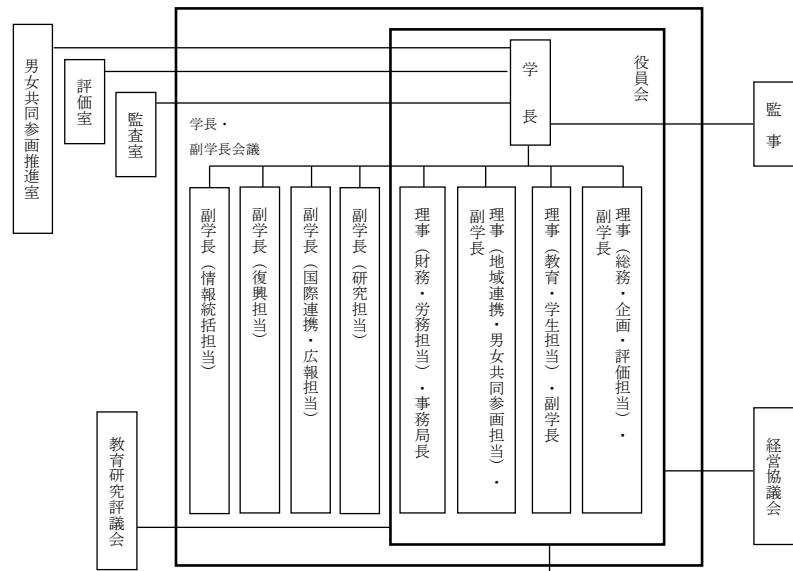 男女共同参画推進室
評価室
監査室
学長・
副学長会議
学長
役員会
監事
理事（総務・企画・評価担当）・
副学長
理事（教育・学生担当）・副学長
理事（地域連携・男女共同参画担当）・
副学長
理事（財務・労務担当）・事務局長
副学長（研究担当）
副学長（国際連携・広報担当）
副学長（復興担当）
副学長（情報統括担当）
経営協議会
教育研究評議会